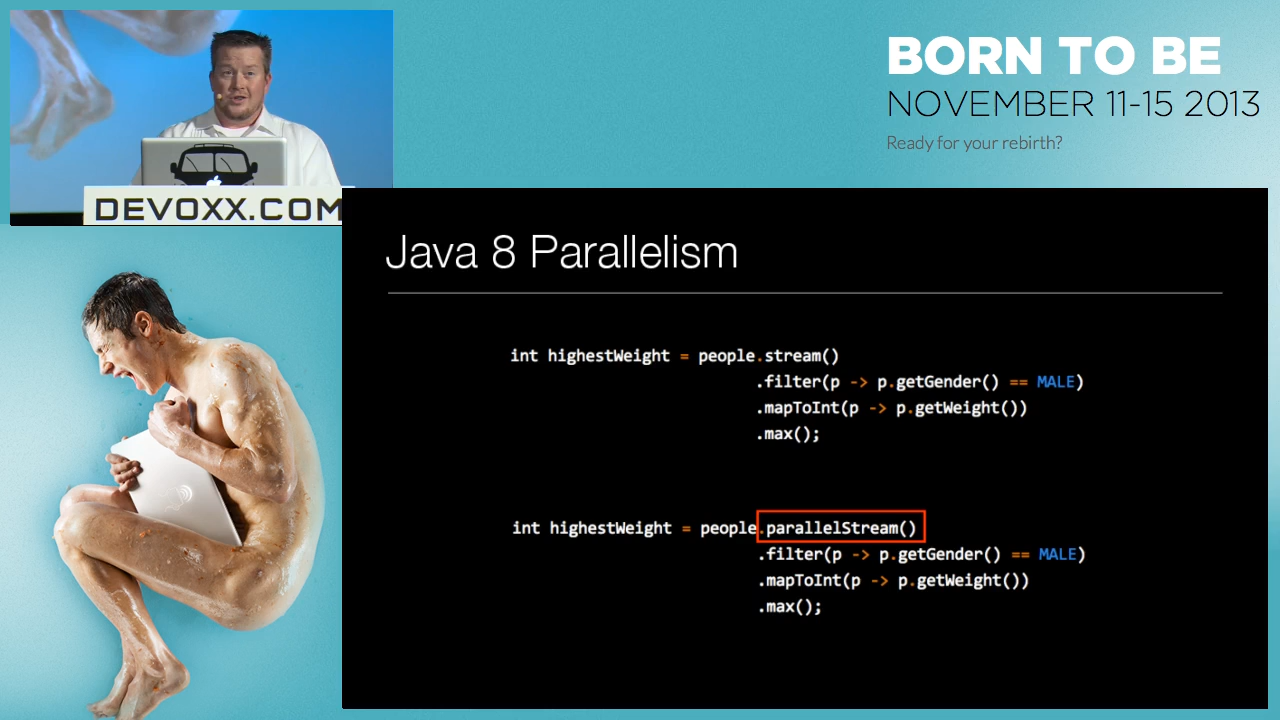 BORN TO BE
NOVEMBER 11-15 2013
Ready for your rebirth?
DEVOXX.COM
Java 8 Parallelism
int highestWeight = people.stream()
.filter(p -> p.getGender() == MALE)
.mapToInt(p -> p.getWeight())
.max();
int highestWeight = people.parallelStream()
.filter(p -> p.getGender() == MALE)
.mapToInt(p -> p.getWeight())
.max();